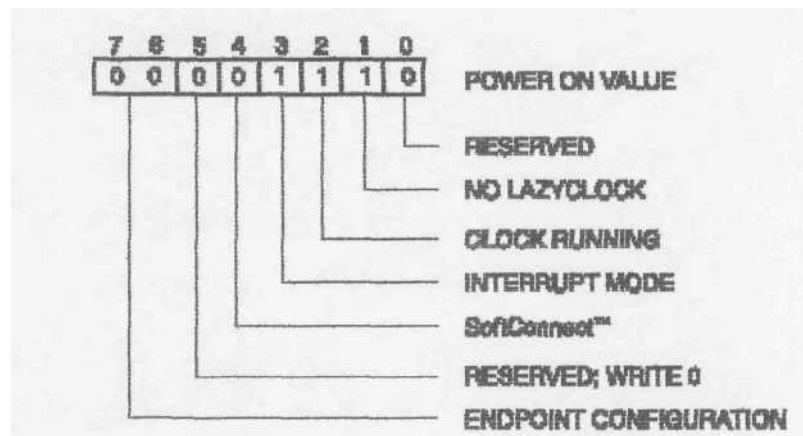 7 6 5 4 3 2 1 0
0 0 0 0 1 1 1 0 POWER ON VALUE
RESERVED
NO LAZYCLOCK
CLOCK RUNNING
INTERRUPT MODE
SoftConnect™
RESERVED; WRITE 0
ENDPOINT CONFIGURATION